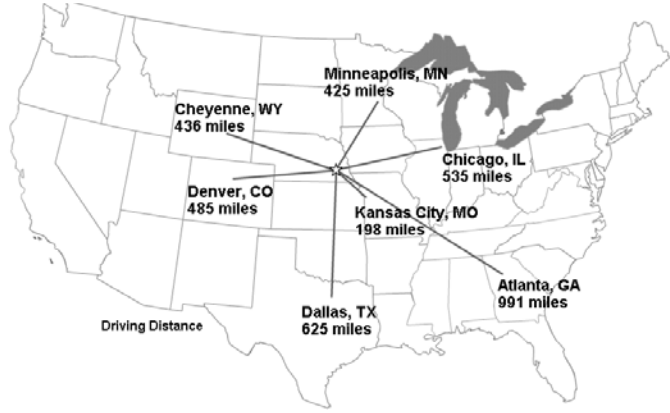 Minneapolis, MN
425 miles
Cheyenne, WY
436 miles
Chicago, IL
535 miles
Denver, CO
485 miles
Kansas City, MO
198 miles
Atlanta, GA
991 miles
Dallas, TX
625 miles
Driving Distance